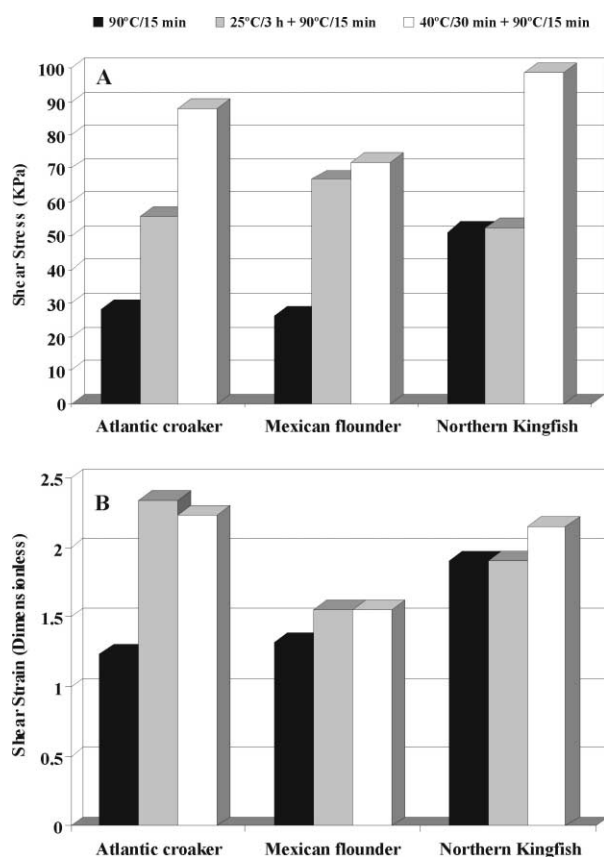 90ºC/15 min 25ºC/3 h + 90ºC/15 min 40ºC/30 min + 90ºC/15 min
A
Shear Stress (KPa)
100
90
80
70
60
50
40
30
20
10
0
Atlantic croaker Mexican flounder Northern Kingfish
B
Shear Strain (Dimensionless)
2.5
2
1.5
1
0.5
0
Atlantic croaker Mexican flounder Northern Kingfish